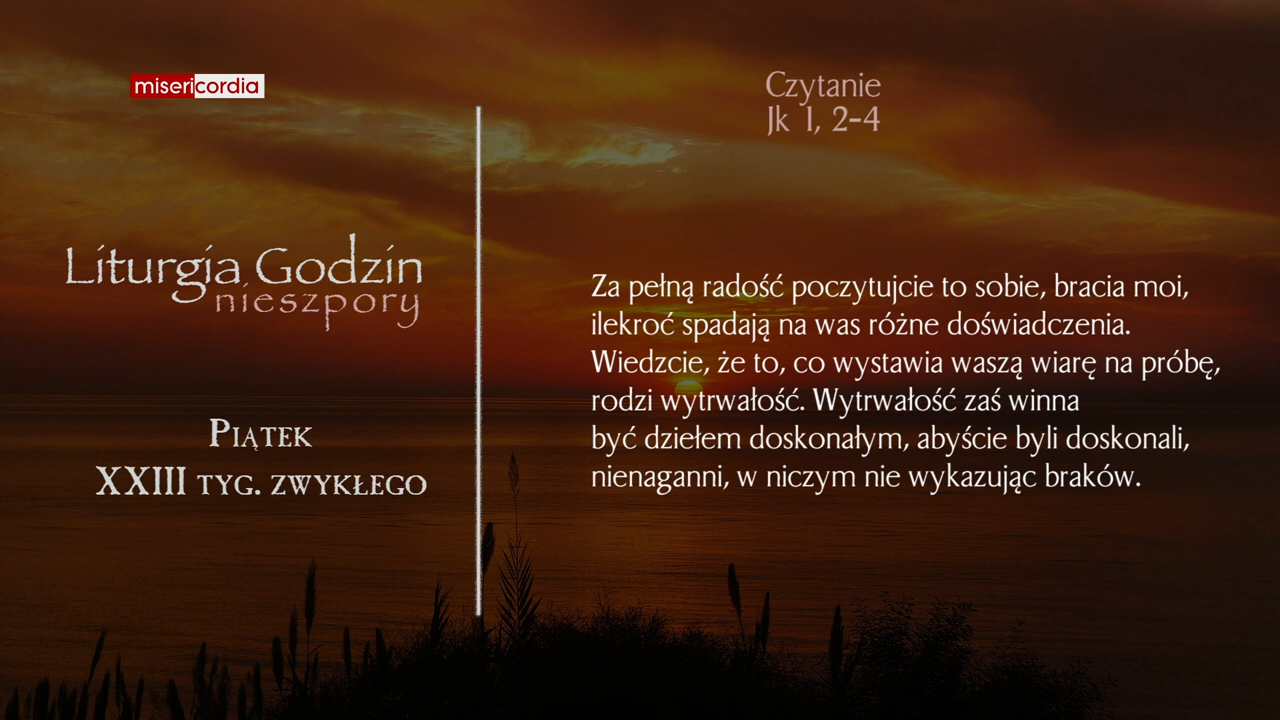 misericordia
Liturgia Godzin
nieszpory
Piątek
XXIII tyg. zwykłego
Czytanie
Jk 1, 2-4
Za pełną radość poczytujcie to sobie, bracia moi,
ilekroć spadają na was różne doświadczenia.
Wiedzcie, że to, co wystawia waszą wiarę na próbę,
rodzi wytrwałość. Wytrwałość zaś winna
być dziełem doskonałym, abyście byli doskonali,
nienaganni, w niczym nie wykazując braków.